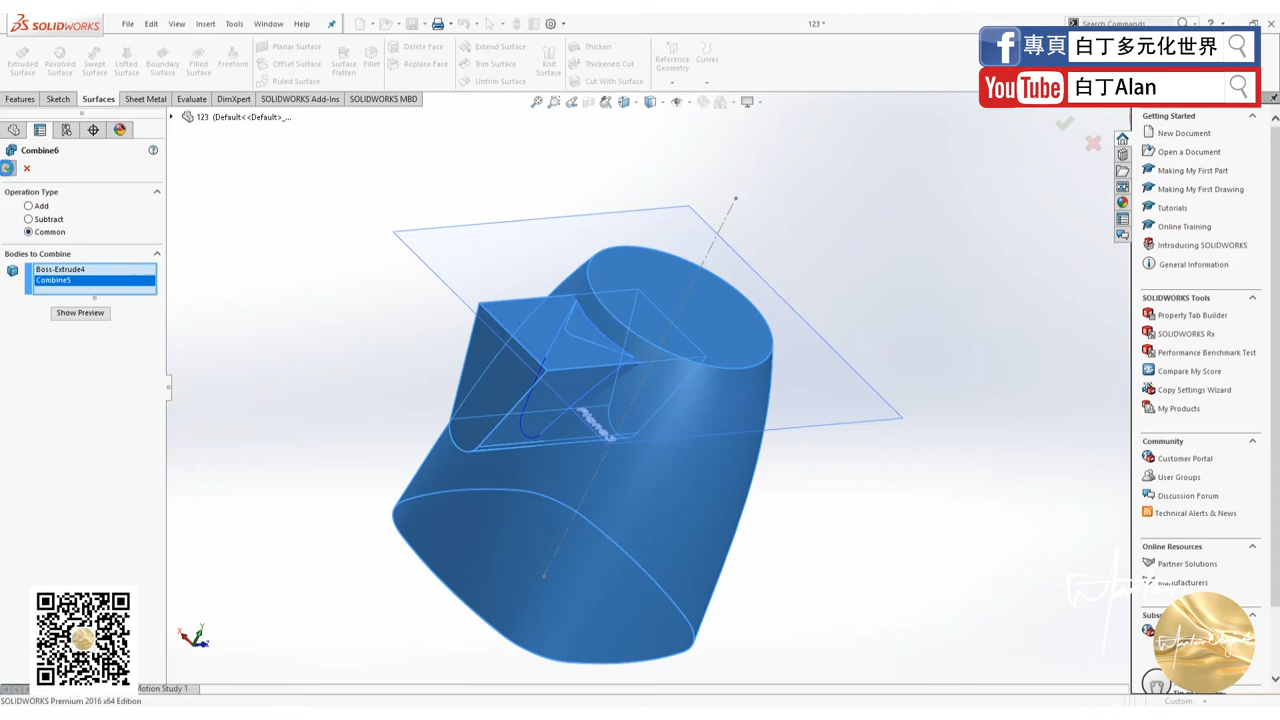 SOLIDWORKS
File Edit View Insert Tools Window Help
123 *
Search Commands
Extruded Surface
Revolved Surface
Swept Surface
Lofted Surface
Boundary Surface
Filled Surface
Freeform
Planar Surface
Offset Surface
Ruled Surface
Surface Flatten
Fillet
Delete Face
Replace Face
Extend Surface
Trim Surface
Untrim Surface
Knit Surface
Thicken
Thickened Cut
Cut With Surface
Reference Geometry
Curves
專頁 白丁多元化世界
YouTube 白丁Alan
Features Sketch Surfaces Sheet Metal Evaluate DimXpert SOLIDWORKS Add-Ins SOLIDWORKS MBD
123 (Default<<Default>_...
Combine6
Operation Type
Add
Subtract
Common
Bodies to Combine
Boss-Extrude4
Combine5
Show Preview
Getting Started
New Document
Open a Document
Making My First Part
Making My First Drawing
Tutorials
Online Training
Introducing SOLIDWORKS
General Information
SOLIDWORKS Tools
Property Tab Builder
SOLIDWORKS Rx
Performance Benchmark Test
Compare My Score
Copy Settings Wizard
My Products
Community
Customer Portal
User Groups
Discussion Forum
Technical Alerts & News
Online Resources
Partner Solutions
Manufacturers
Motion Study 1
SOLIDWORKS Premium 2016 x64 Edition
Custom